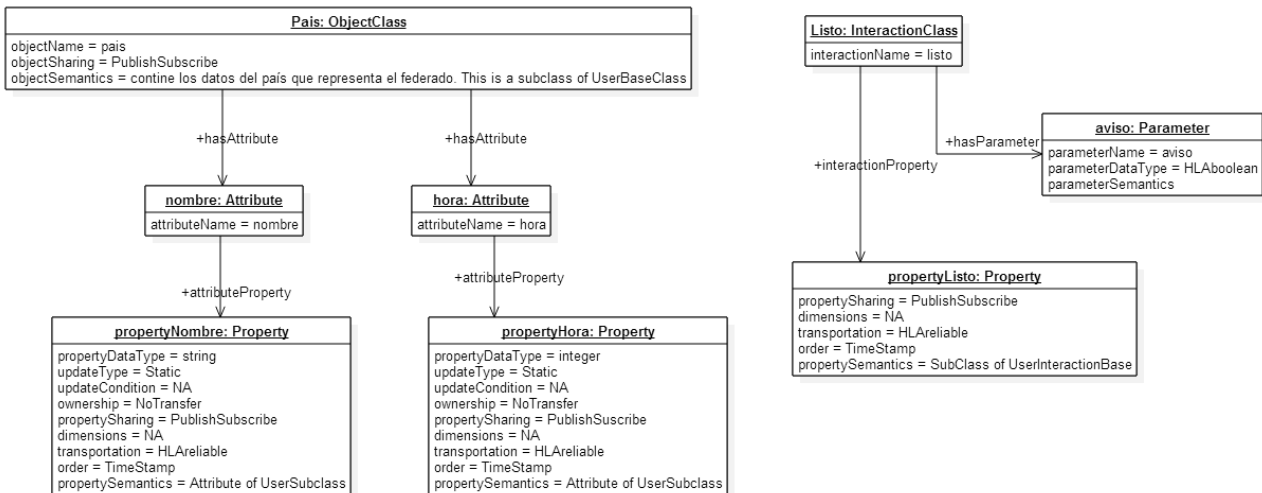 Pais: ObjectClass
objectName = pais
objectSharing = PublishSubscribe
objectSemantics = contine los datos del país que representa el federado. This is a subclass of UserBaseClass
+hasAttribute
+hasAttribute
nombre: Attribute
attributeName = nombre
hora: Attribute
attributeName = hora
+attributeProperty
+attributeProperty
propertyNombre: Property
propertyDataType = string
updateType = Static
updateCondition = NA
ownership = NoTransfer
propertySharing = PublishSubscribe
dimensions = NA
transportation = HLAreliable
order = TimeStamp
propertySemantics = Attribute of UserSubclass
propertyHora: Property
propertyDataType = integer
updateType = Static
updateCondition = NA
ownership = NoTransfer
propertySharing = PublishSuscribe
dimensions = NA
transportation = HLAreliable
order = TimeStamp
propertySemantics = Attribute of UserSubclass
Listo: InteractionClass
interactionName = listo
+hasParameter
+interactionProperty
aviso: Parameter
parameterName = aviso
parameterDataType = HLAboolean
parameterSemantics
propertyListo: Property
propertySharing = PublishSubscribe
dimensions = NA
transportation = HLAreliable
order = TimeStamp
propertySemantics = SubClass of UserInteractionBase